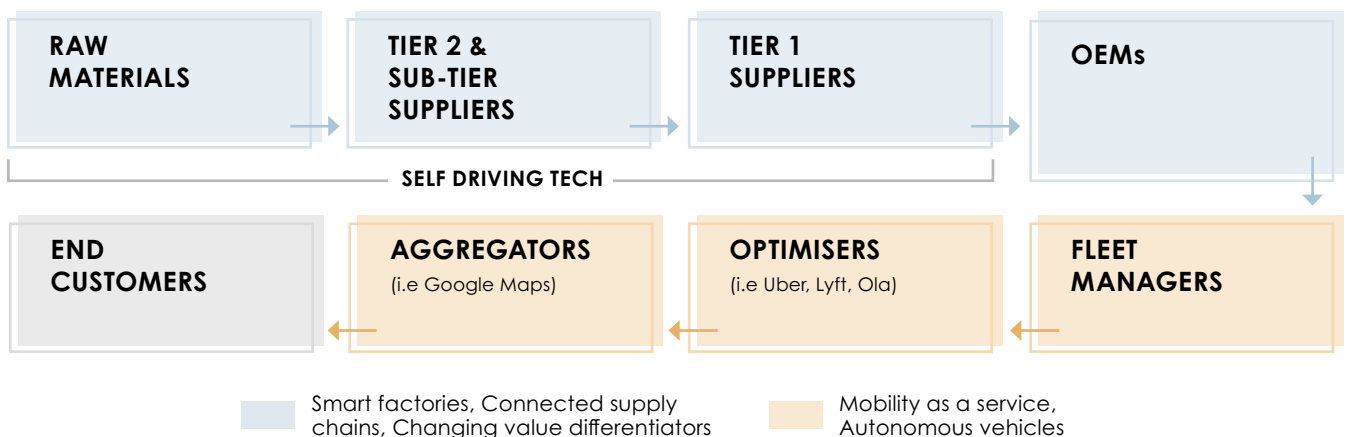 RAW
MATERIALS
TIER 2 &
SUB-TIER
SUPPLIERS
TIER 1
SUPPLIERS
OEMs
SELF DRIVING TECH
END
CUSTOMERS
AGGREGATORS
(i.e Google Maps)
OPTIMISERS
(i.e Uber, Lyft, Ola)
FLEET
MANAGERS
Smart factories, Connected supply
chains, Changing value differentiators
Mobility as a service,
Autonomous vehicles